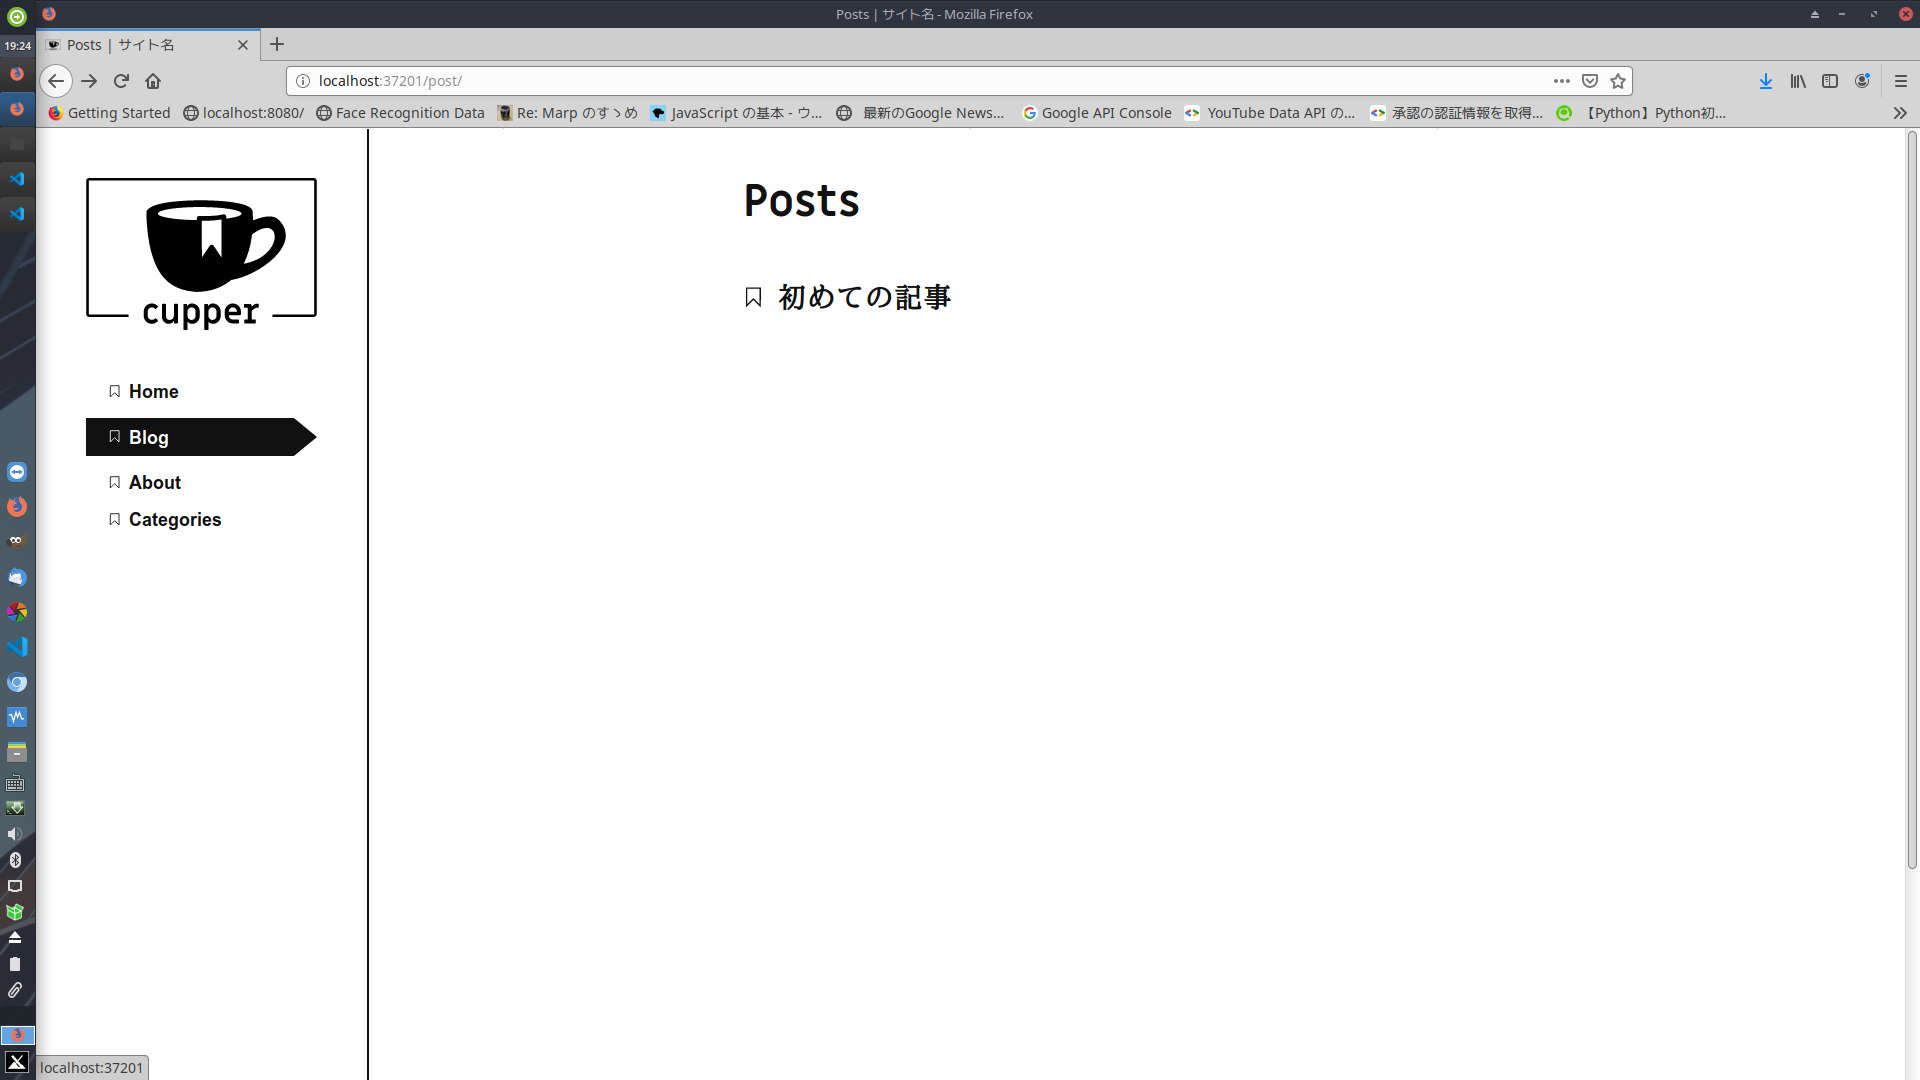 Posts | サイト名 - Mozilla Firefox
19:24
Posts | サイト名
localhost:37201/post/
Getting Started
localhost:8080/
Face Recognition Data
Re: Marp のすゝめ
JavaScript の基本 - ウ...
最新のGoogle News...
Google API Console
YouTube Data API の...
承認の認証情報を取得...
【Python】Python初...
cupper
Home
Blog
About
Categories
Posts
初めての記事
localhost:37201